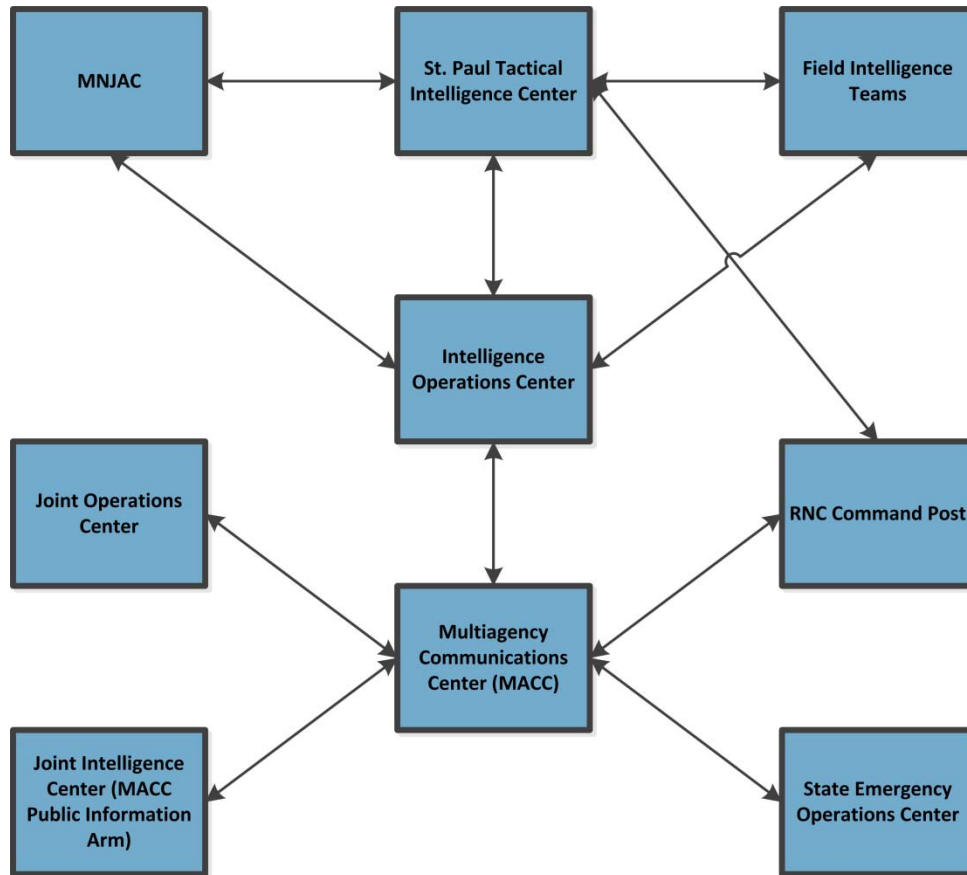 MNJAC
St. Paul Tactical
Intelligence Center
Field Intelligence
Teams
Intelligence
Operations Center
Joint Operations
Center
RNC Command Post
Multiagency
Communications
Center (MACC)
Joint Intelligence
Center (MACC
Public Information
Arm)
State Emergency
Operations Center